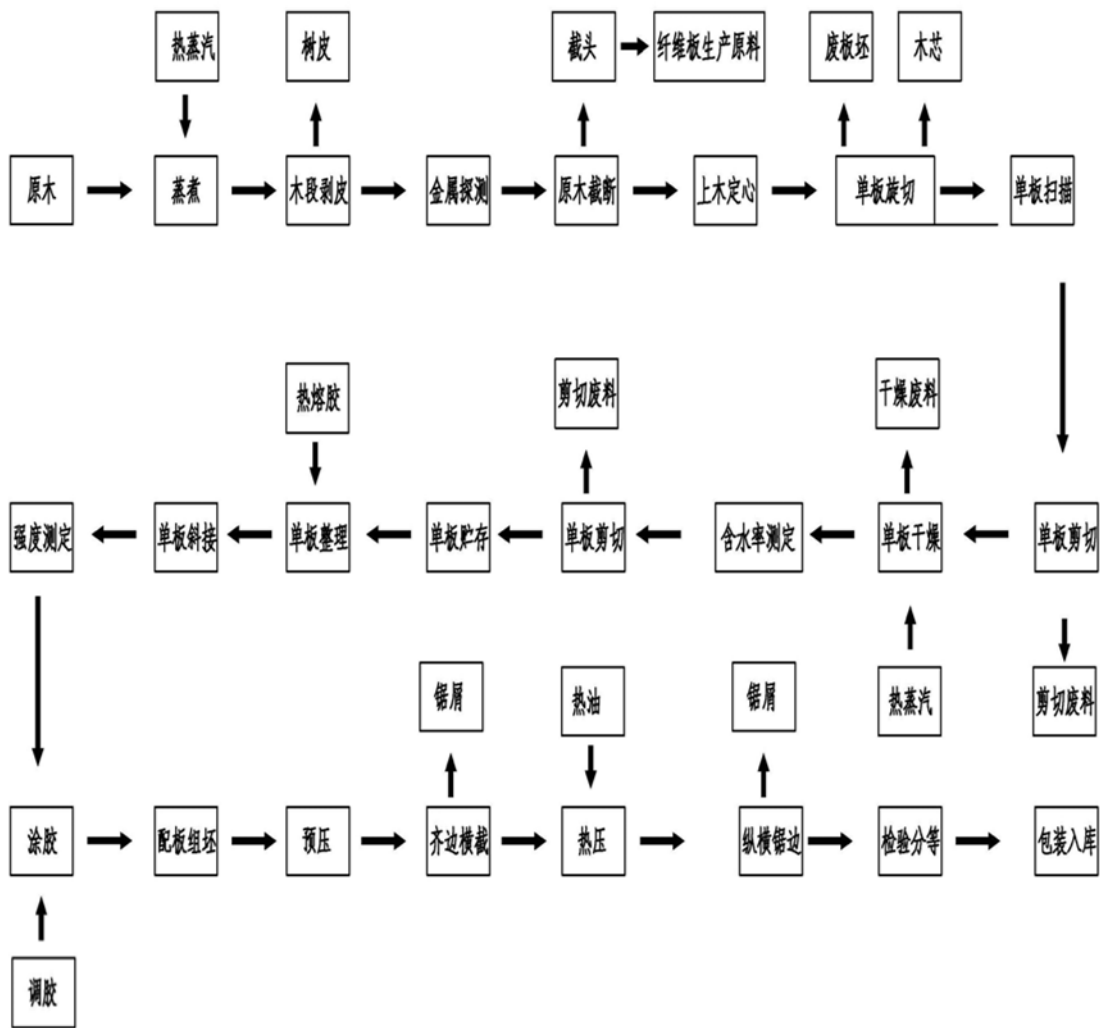 热蒸汽
树皮
截头
纤维板生产原料
废板坯
木芯
原木
蒸煮
木段剥皮
金属探测
原木截断
上木定心
单板旋切
单板扫描
热熔胶
剪切废料
干燥废料
强度测定
单板斜接
单板整理
单板贮存
单板剪切
含水率测定
单板干燥
单板剪切
锯屑
热油
锯屑
热蒸汽
剪切废料
涂胶
配板组坯
预压
齐边横截
热压
纵横锯边
检验分等
包装入库
调胶